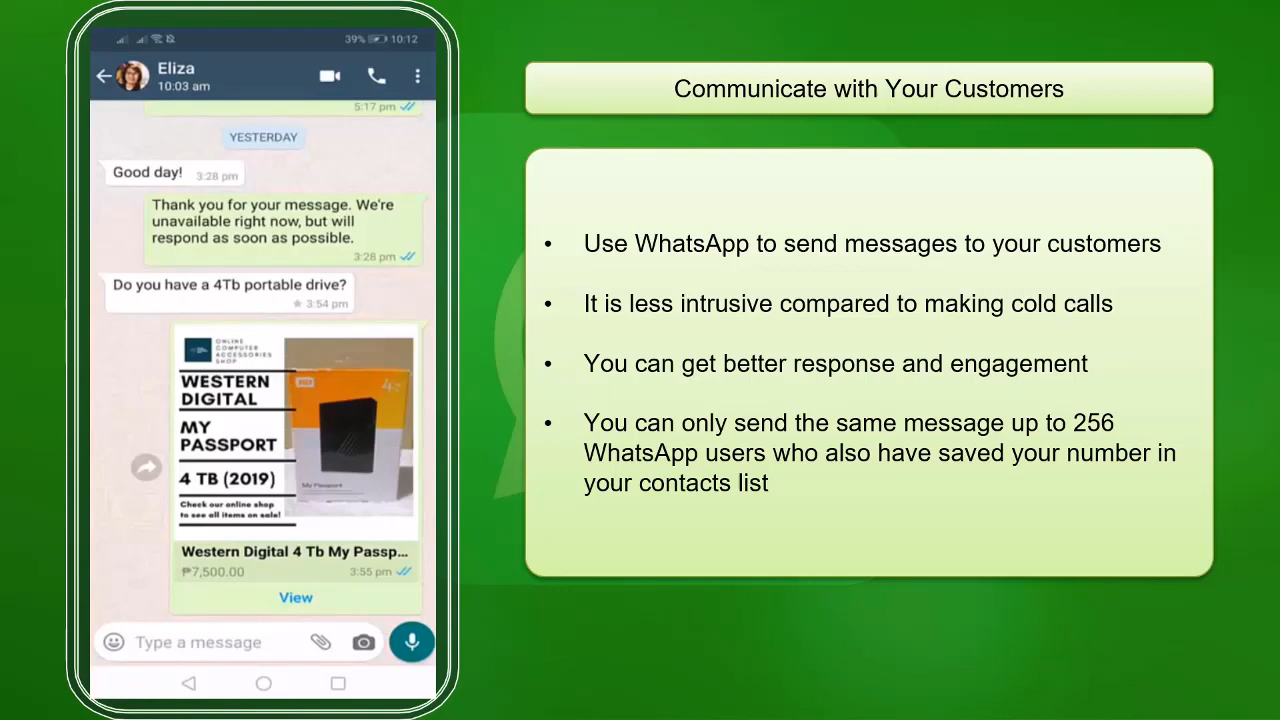 39% 10:12
Eliza
10:03 am
5:17 pm
YESTERDAY
Good day! 3:28 pm
Thank you for your message. We're
unavailable right now, but will
respond as soon as possible.
3:28 pm
Do you have a 4Tb portable drive?
3:54 pm
ONLINE
COMPUTER
ACCESSORIES
SHOP
WESTERN
DIGITAL
MY
PASSPORT
4 TB (2019)
Check our online shop
to see all items on sale!
My Passport
Western Digital 4 Tb My Passp...
₱7,500.00 3:55 pm
View
Type a message
Communicate with Your Customers
• Use WhatsApp to send messages to your customers
• It is less intrusive compared to making cold calls
• You can get better response and engagement
• You can only send the same message up to 256
WhatsApp users who also have saved your number in
your contacts list